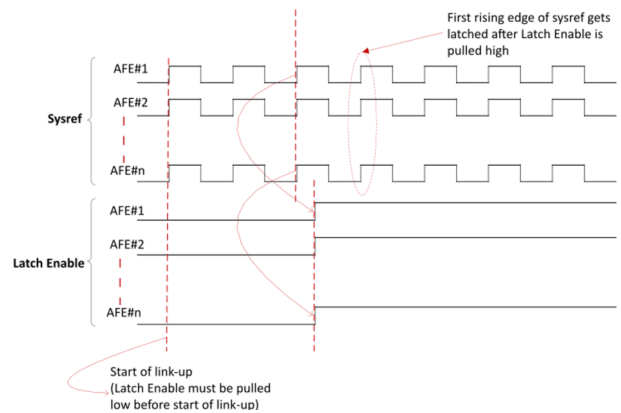 First rising edge of sysref gets
latched after Latch Enable is
pulled high
AFE#1
AFE#2
Sysref
AFE#n
AFE#1
AFE#2
Latch Enable
AFE#n
Start of link-up
(Latch Enable must be pulled
low before start of link-up)